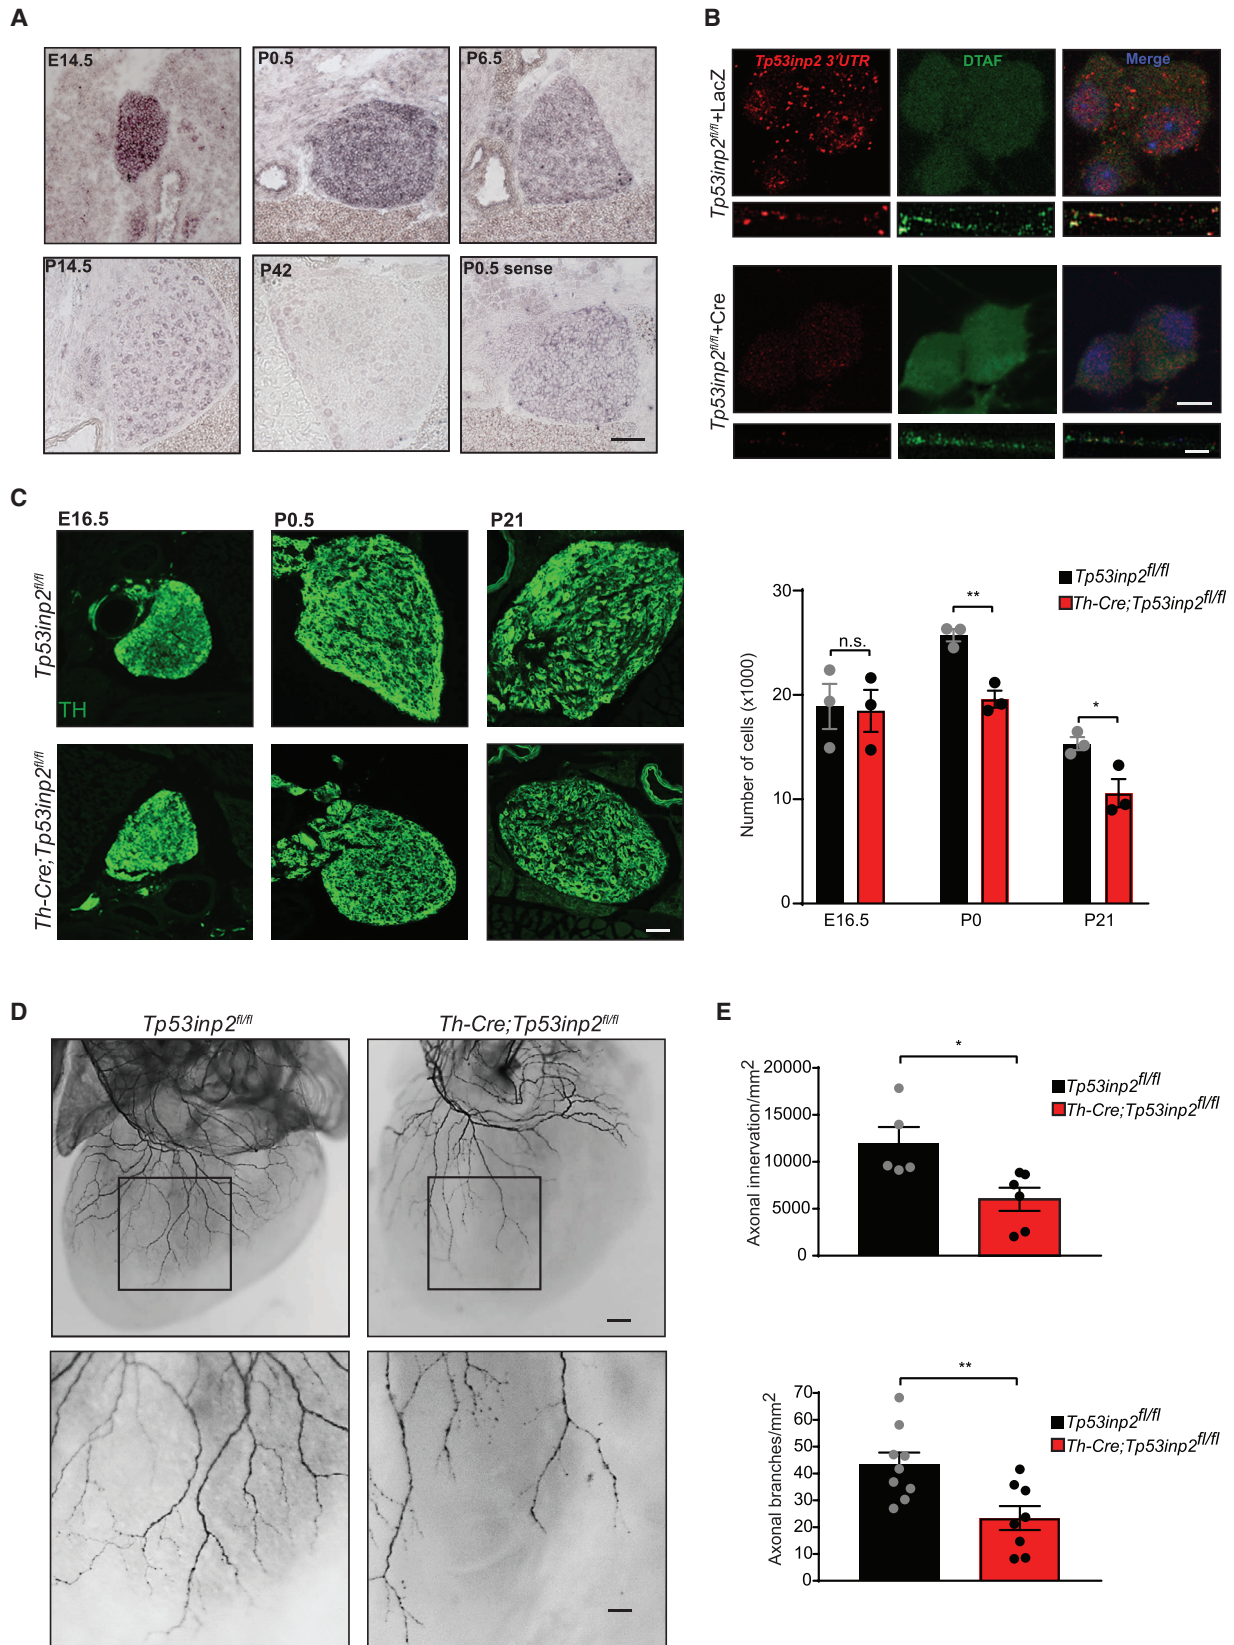 A
E14.5
P0.5
P6.5
P14.5
P42
P0.5 sense
B
Tp53inp2 3'UTR
DTAF
Merge
Tp53inp2fl/fl+LacZ
Tp53inp2fl/fl+Cre
C
E16.5
P0.5
P21
Tp53inp2fl/fl
TH
Th-Cre;Tp53inp2fl/fl
Tp53inp2fl/fl
Th-Cre;Tp53inp2fl/fl
Number of cells (x1000)
30
20
10
0
n.s.
**
*
E16.5
P0
P21
D
Tp53inp2fl/fl
Th-Cre;Tp53inp2fl/fl
E
Axonal innervation/mm2
20000
15000
10000
5000
0
*
Tp53inp2fl/fl
Th-Cre;Tp53inp2fl/fl
Axonal branches/mm2
70
60
50
40
30
20
10
0
**
Tp53inp2fl/fl
Th-Cre;Tp53inp2fl/fl